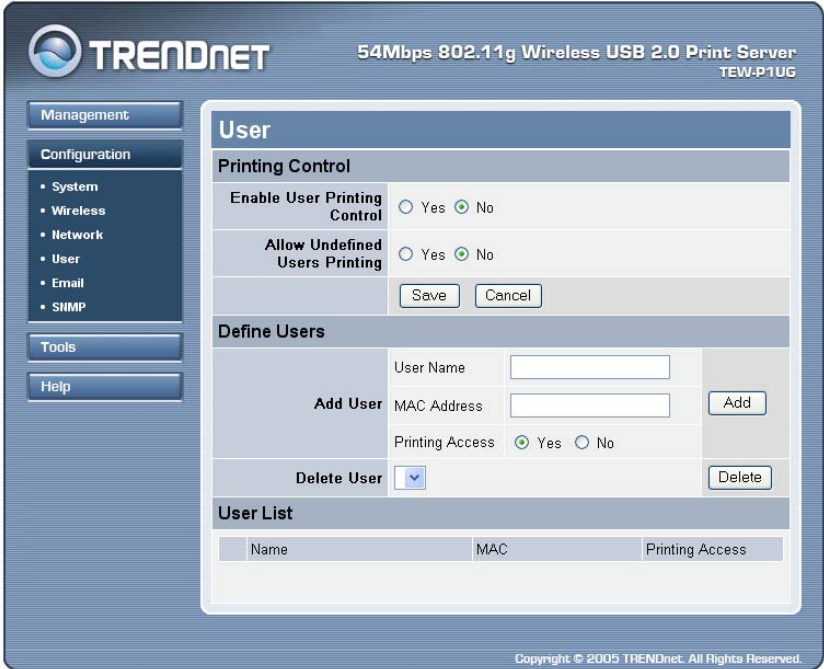 TRENDNET
54Mbps 802.11g Wireless USB 2.0 Print Server
TEW-P1UG
Management
Configuration
• System
• Wireless
• Network
• User
• Email
• SNMP
Tools
Help
User
Printing Control
Enable User Printing
Control
Yes No
Allow Undefined
Users Printing
Yes No
Save Cancel
Define Users
Add User
User Name
MAC Address
Printing Access Yes No
Add
Delete User
Delete
User List
Name MAC Printing Access
Copyright © 2005 TRENDnet. All Rights Reserved.